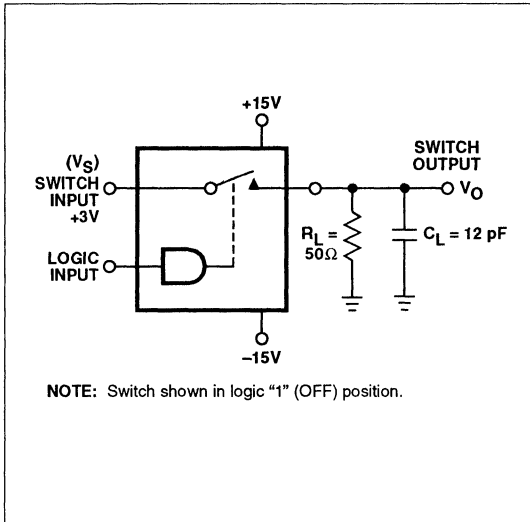 +15V
(VS)
SWITCH
INPUT
+3V
SWITCH
OUTPUT
VO
RL =
50Ω
CL = 12 pF
LOGIC
INPUT
–15V
NOTE: Switch shown in logic “1” (OFF) position.